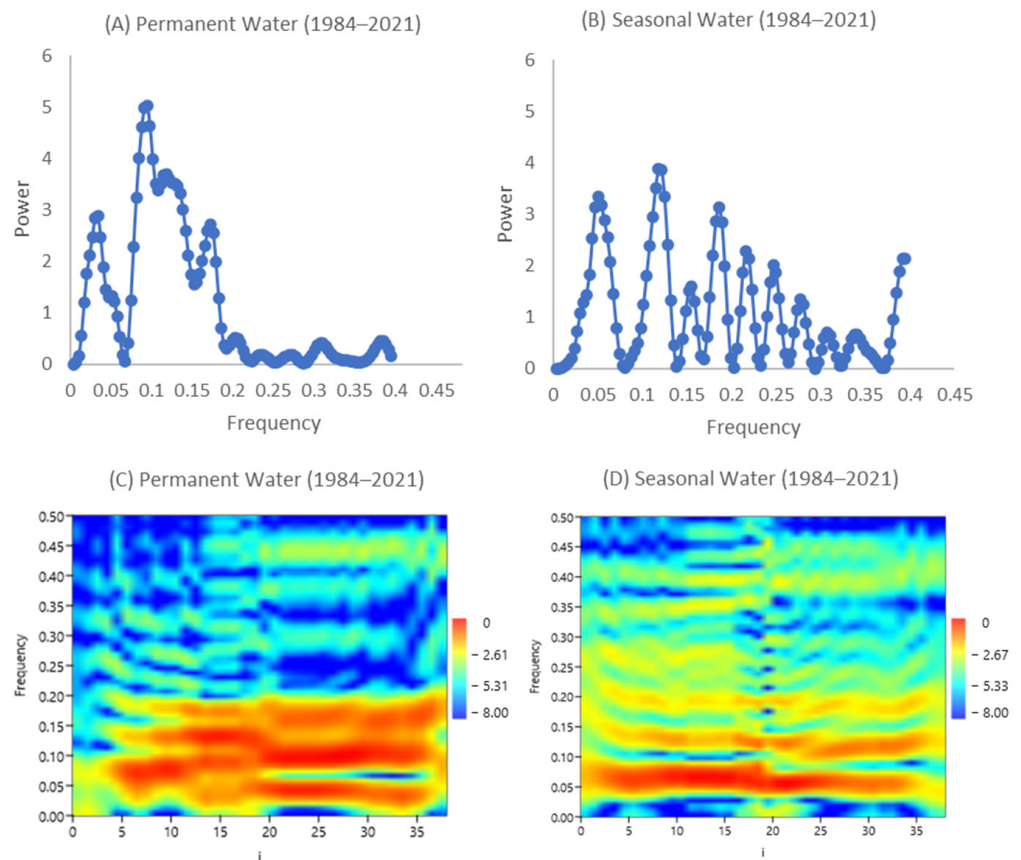 (A) Permanent Water (1984–2021)
6
5
4
3
2
1
0
Power
0 0.05 0.1 0.15 0.2 0.25 0.3 0.35 0.4 0.45
Frequency
(B) Seasonal Water (1984–2021)
6
5
4
3
2
1
0
Power
0 0.05 0.1 0.15 0.2 0.25 0.3 0.35 0.4 0.45
Frequency
(C) Permanent Water (1984–2021)
0.50
0.45
0.40
0.35
0.30
0.25
0.20
0.15
0.10
0.05
0.00
Frequency
0 5 10 15 20 25 30 35
i
0
− 2.61
− 5.31
− 8.00
(D) Seasonal Water (1984–2021)
0.50
0.45
0.40
0.35
0.30
0.25
0.20
0.15
0.10
0.05
0.00
Frequency
0 5 10 15 20 25 30 35
i
0
− 2.67
− 5.33
− 8.00